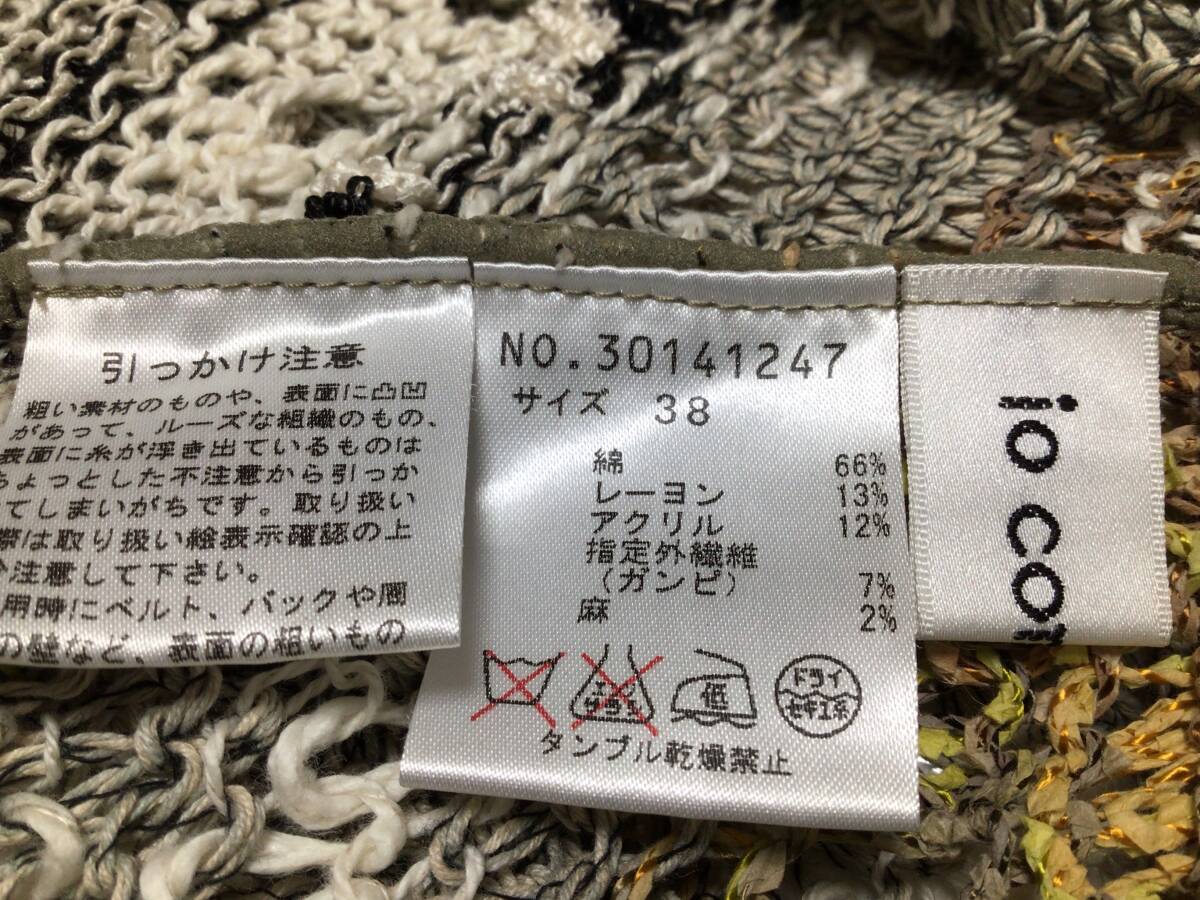 引っかけ注意
粗い素材のものや、表面に凸凹
があって、ルーズな組織のもの、
表面に糸が浮き出ているものは
ちょっとした不注意から引っか
てしまいがちです。取り扱い
際は取り扱い絵表示確認の上
注意して下さい。
用時にベルト、バックや周
の壁など、表面の粗いもの
NO.30141247
サイズ 38
綿 66%
レーヨン 13%
アクリル 12%
指定外繊維
(ガンピ) 7%
麻 2%
エンソ
サラシ
低
ドライ
セキユ系
タンブル乾燥禁止
io co